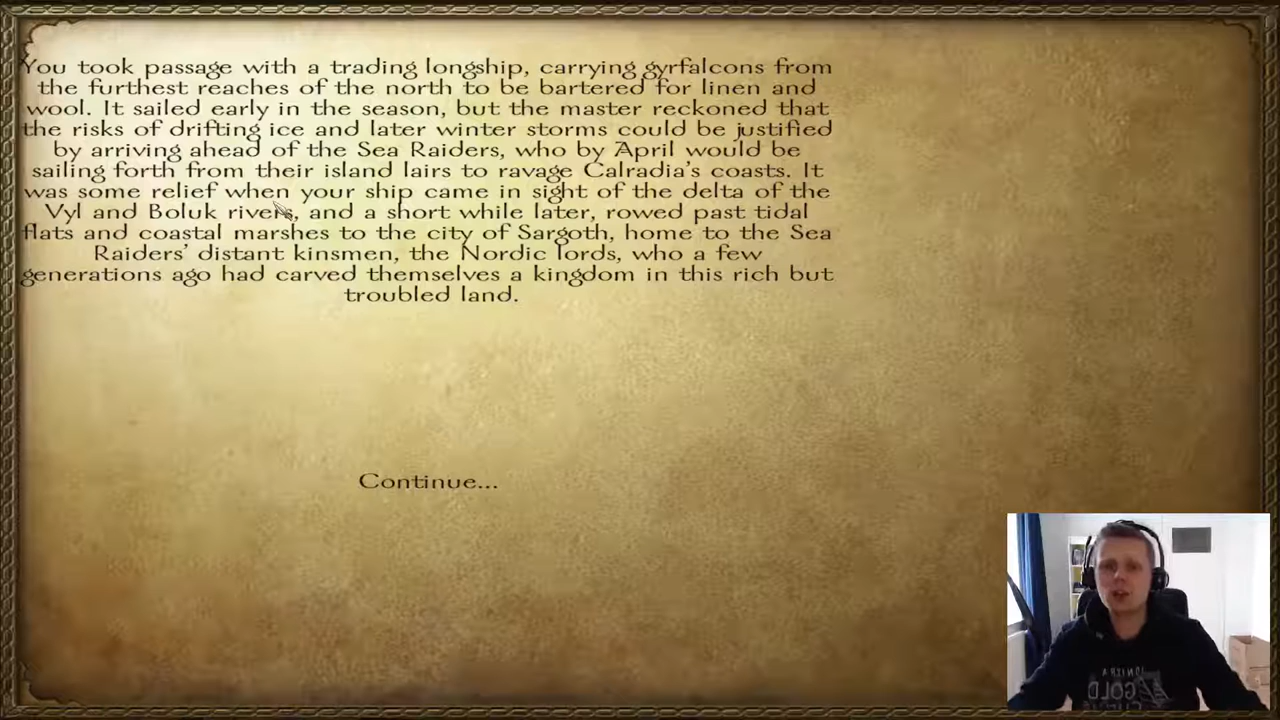 You took passage with a trading longship, carrying gyrfalcons from
the furthest reaches of the north to be bartered for linen and
wool. It sailed early in the season, but the master reckoned that
the risks of drifting ice and later winter storms could be justified
by arriving ahead of the Sea Raiders, who by April would be
sailing forth from their island lairs to ravage Calradia's coasts. It
was some relief when your ship came in sight of the delta of the
Vyl and Boluk rivers, and a short while later, rowed past tidal
flats and coastal marshes to the city of Sargoth, home to the Sea
Raiders' distant kinsmen, the Nordic lords, who a few
generations ago had carved themselves a kingdom in this rich but
troubled land.
Continue...
GOLD